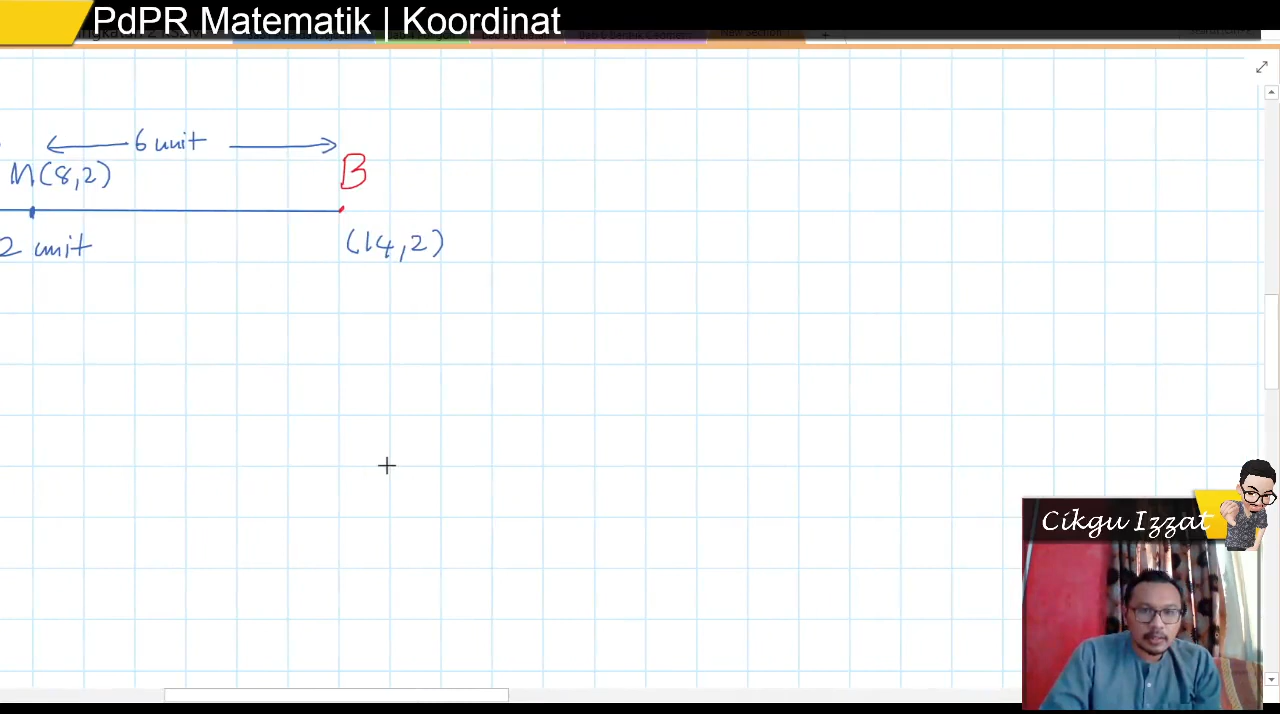 PdPR Matematik | Koordinat
6 unit
M(8,2)
B
2 unit
(14,2)
Cikgu Izzat